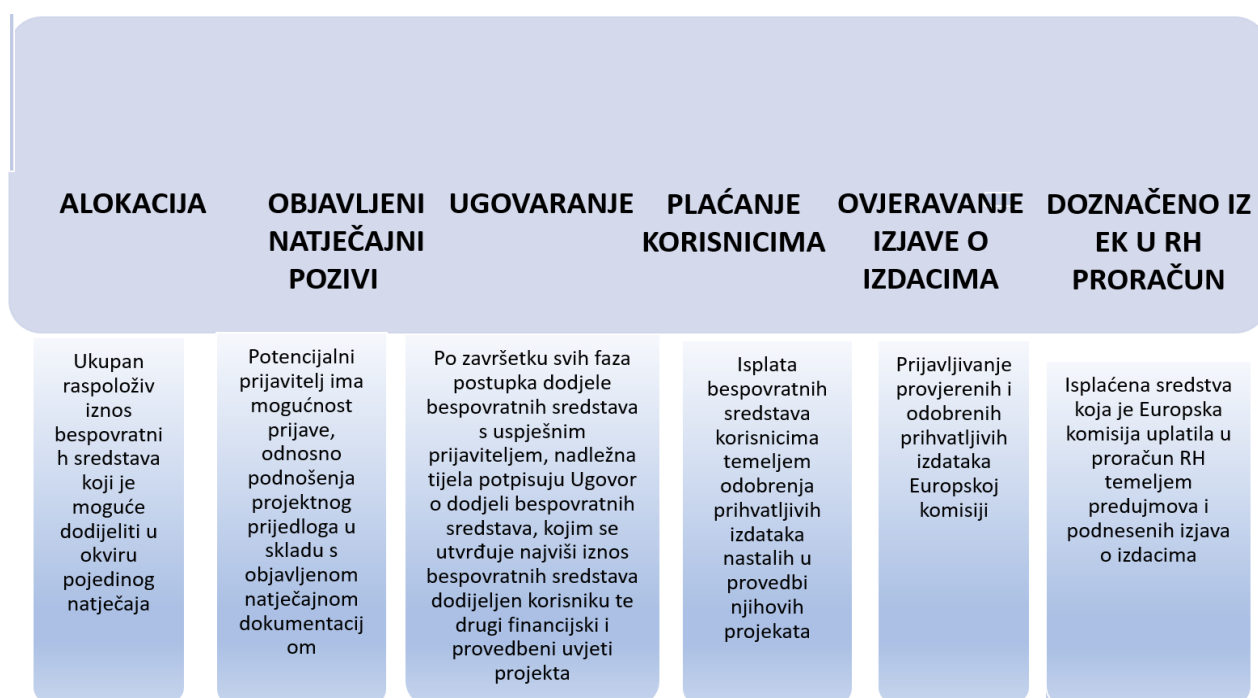 ALOKACIJA
OBJAVLJENI
NATJEČAJNI
POZIVI
UGOVARANJE
PLAĆANJE
KORISNICIMA
OVJERAVANJE
IZJAVE O
IZDACIMA
DOZNAČENO IZ
EK U RH
PRORAČUN
Ukupan
raspoloživ
iznos
bespovratni
h sredstava
koji je
moguće
dodijeliti u
okviru
pojedinog
natječaja
Potencijalni
prijavitelj ima
mogućnost
prijave,
odnosno
podnošenja
projektnog
prijedloga u
skladu s
objavljenom
natječajnom
dokumentacij
om
Po završetku svih faza
postupka dodjele
bespovratnih sredstava
s uspješnim
prijaviteljem, nadležna
tijela potpisuju Ugovor
o dodjeli bespovratnih
sredstava, kojim se
utvrđuje najviši iznos
bespovratnih sredstava
dodijeljen korisniku te
drugi financijski i
provedbeni uvjeti
projekta
Isplata
bespovratnih
sredstava
korisnicima
temeljem
odobrenja
prihvatljivih
izdataka
nastalih u
provedbi
njihovih
projekata
Prijavljivanje
provjerenih i
odobrenih
prihvatljivih
izdataka
Europskoj
komisiji
Isplaćena sredstva
koja je Europska
komisija uplatila u
proračun RH
temeljem
predujmova i
podnesenih izjava
o izdacima